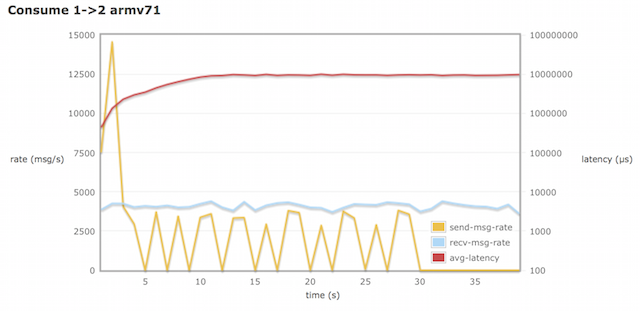 Consume 1->2 armv71
15000 100000000
12500 10000000
10000 1000000
rate (msg/s) 7500 100000 latency (µs)
5000 10000
2500 1000
0 100
send-msg-rate
recv-msg-rate
avg-latency
5 10 15 20 25 30 35
time (s)